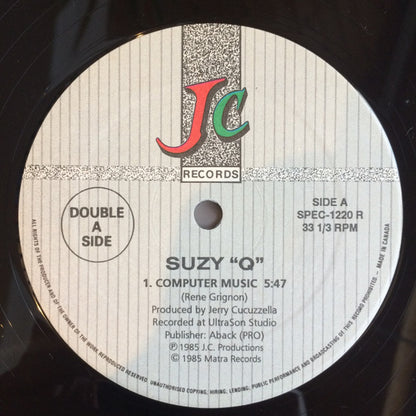 JC
RECORDS
DOUBLE
A
SIDE
SIDE A
SPEC-1220 R
33 1/3 RPM
SUZY "Q"
1. COMPUTER MUSIC 5:47
(Rene Grignon)
Produced by Jerry Cucuzzella
Recorded at UltraSon Studio
Publisher: Aback (PRO)
Ⓟ 1985 J.C. Productions
© 1985 Matra Records
ALL RIGHTS OF THE PRODUCER AND OF THE OWNER OF THE WORK REPRODUCED RESERVED. UNAUTHORISED COPYING, HIRING, LENDING, PUBLIC PERFORMANCE AND BROADCASTING OF THIS RECORD PROHIBITED. - MADE IN CANADA